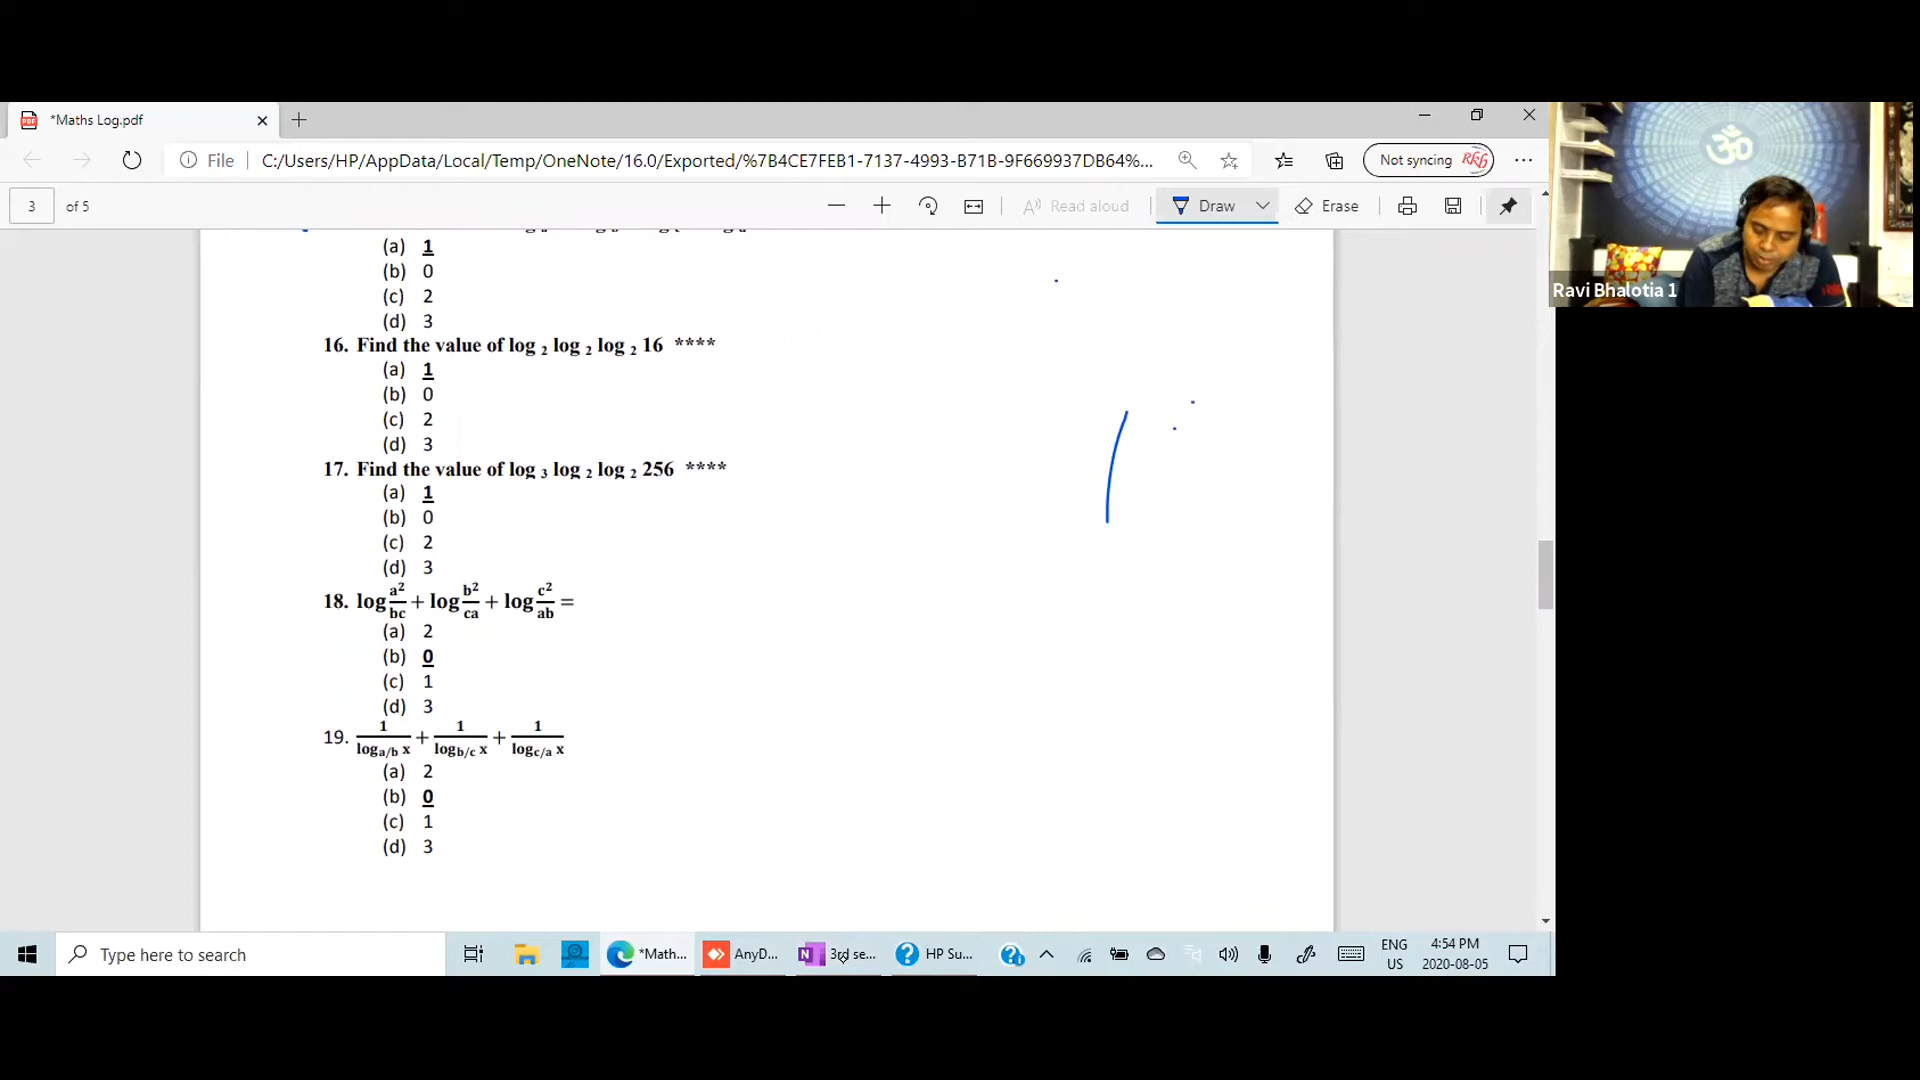 *Maths Log.pdf
File
C:/Users/HP/AppData/Local/Temp/OneNote/16.0/Exported/%7B4CE7FEB1-7137-4993-B71B-9F669937DB64%...
Not syncing
3 of 5
Read aloud
Draw
Erase
(a) 1
(b) 0
(c) 2
(d) 3
16. Find the value of log ₂ log ₂ log ₂ 16 ****
(a) 1
(b) 0
(c) 2
(d) 3
17. Find the value of log ₃ log ₂ log ₂ 256 ****
(a) 1
(b) 0
(c) 2
(d) 3
18. log a²/bc + log b²/ca + log c²/ab =
(a) 2
(b) 0
(c) 1
(d) 3
19. 1/log a/b x + 1/log b/c x + 1/log c/a x
(a) 2
(b) 0
(c) 1
(d) 3
Ravi Bhalotia 1
Type here to search
*Math...
AnyD...
3rd se...
HP Su...
ENG
US
4:54 PM
2020-08-05